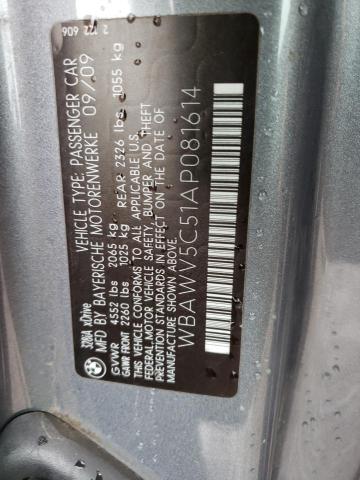 328iA xDrive
VEHICLE TYPE: PASSENGER CAR
MFD BY BAYERISCHE MOTORENWERKE 09/09
GVWR 4552 lbs 2065 kg
GAWR FRONT 2260 lbs 1025 kg REAR 2326 lbs 1055 kg
THIS VEHICLE CONFORMS TO ALL APPLICABLE U.S.
FEDERAL MOTOR VEHICLE SAFETY, BUMPER AND THEFT
PREVENTION STANDARDS IN EFFECT ON THE DATE OF
MANUFACTURE SHOWN ABOVE.
WBAWV5C51AP081614